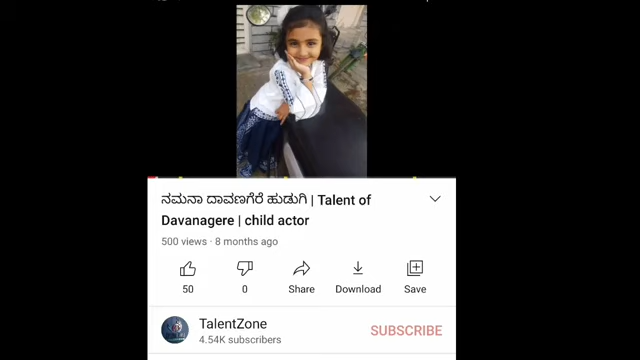 ನಮನಾ ದಾವಣಗೆರೆ ಹುಡುಗಿ | Talent of
Davanagere | child actor
500 views · 8 months ago
50
0
Share
Download
Save
TalentZone
4.54K subscribers
SUBSCRIBE